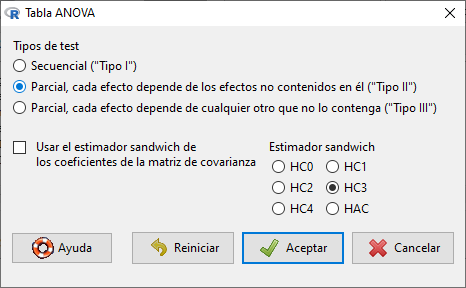 Tabla ANOVA
Tipos de test
Secuencial ("Tipo I")
Parcial, cada efecto depende de los efectos no contenidos en él ("Tipo II")
Parcial, cada efecto depende de cualquier otro que no lo contenga ("Tipo III")
Usar el estimador sandwich de
los coeficientes de la matriz de covarianza
Estimador sandwich
HC0 HC1
HC2 HC3
HC4 HAC
Ayuda Reiniciar Aceptar Cancelar